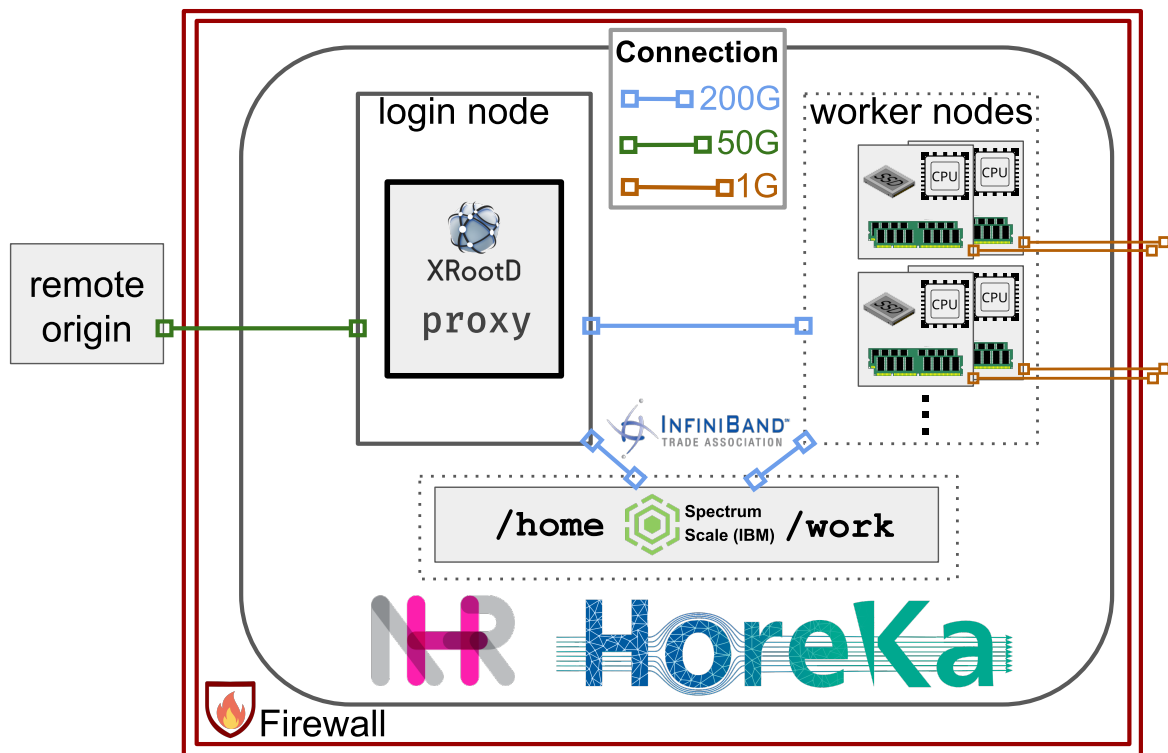 Connection
200G
50G
1G
login node
XRootD
proxy
worker nodes
SSD
CPU
CPU
SSD
CPU
CPU
remote
origin
INFINIBAND™
TRADE ASSOCIATION
/home
Spectrum
Scale (IBM)
/work
NHR
HoreKa
Firewall